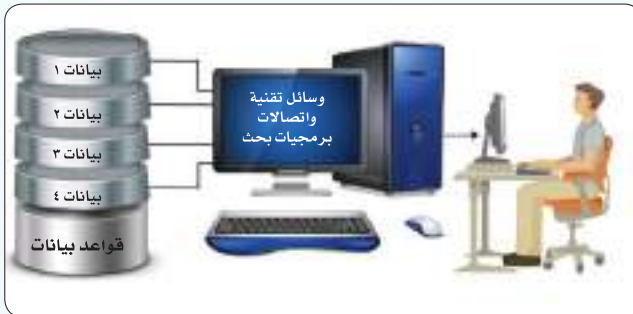 بيانات ١
بيانات ٢
بيانات ٣
بيانات ٤
قواعد بيانات
وسائل تقنية
واتصالات
برمجيات بحث